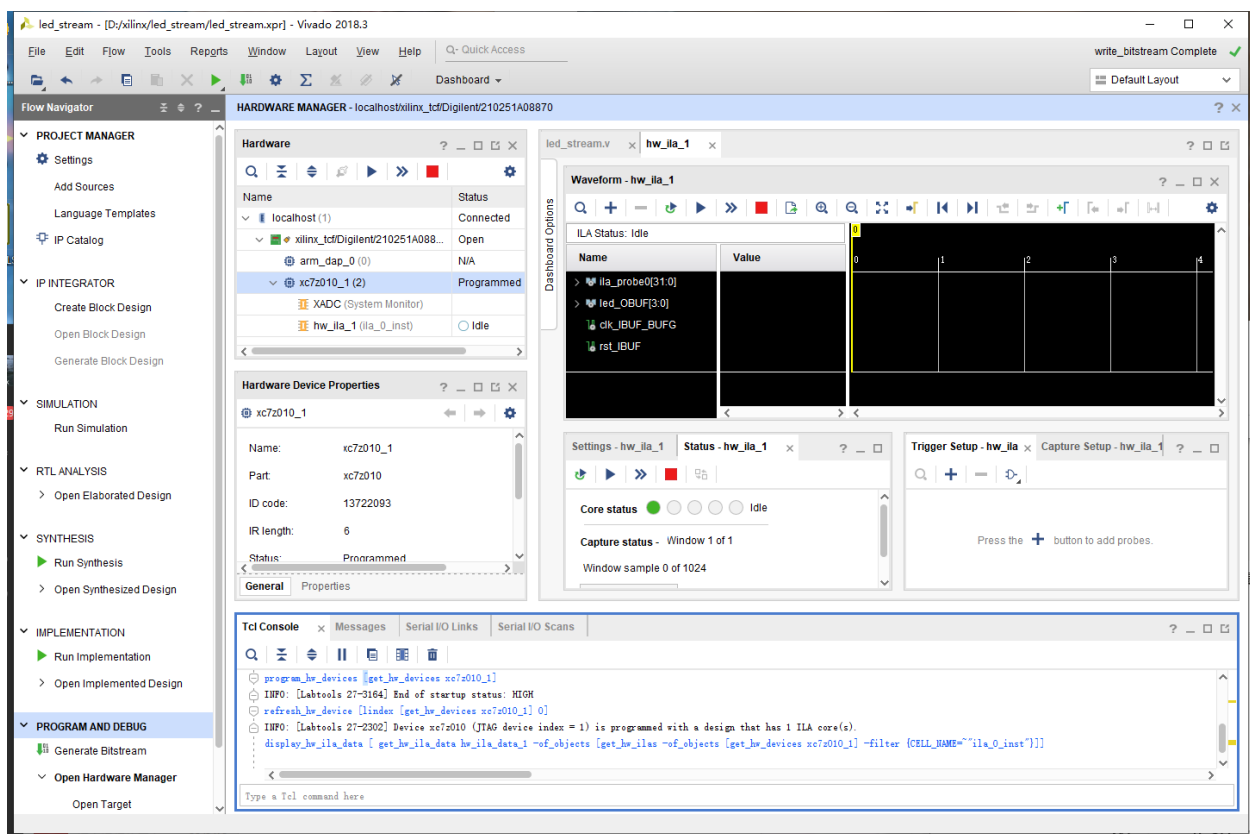 led_stream - [D:/xilinx/led_stream/led_stream.xpr] - Vivado 2018.3
File Edit Flow Tools Reports Window Layout View Help Q- Quick Access
write_bitstream Complete
Dashboard
Default Layout
Flow Navigator
HARDWARE MANAGER - localhost/xilinx_tcf/Digilent/210251A08870
PROJECT MANAGER
Settings
Add Sources
Language Templates
IP Catalog
IP INTEGRATOR
Create Block Design
Open Block Design
Generate Block Design
SIMULATION
Run Simulation
RTL ANALYSIS
Open Elaborated Design
SYNTHESIS
Run Synthesis
Open Synthesized Design
IMPLEMENTATION
Run Implementation
Open Implemented Design
PROGRAM AND DEBUG
Generate Bitstream
Open Hardware Manager
Open Target
Hardware
Name Status
localhost (1) Connected
xilinx_tcf/Digilent/210251A088... Open
arm_dap_0 (0) N/A
xc7z010_1 (2) Programmed
XADC (System Monitor)
hw_ila_1 (ila_0_inst) Idle
Hardware Device Properties
xc7z010_1
Name: xc7z010_1
Part: xc7z010
ID code: 13722093
IR length: 6
Status: Programmed
General Properties
led_stream.v hw_ila_1
Dashboard Options
Waveform - hw_ila_1
ILA Status: Idle
Name Value
0
0 1 2 3 4
ila_probe0[31:0]
led_OBUF[3:0]
clk_IBUF_BUFG
rst_IBUF
Settings - hw_ila_1 Status - hw_ila_1
Core status Idle
Capture status - Window 1 of 1
Window sample 0 of 1024
Trigger Setup - hw_ila Capture Setup - hw_ila_1
Press the button to add probes.
Tcl Console Messages Serial I/O Links Serial I/O Scans
program_hw_devices [get_hw_devices xc7z010_1]
INFO: [Labtools 27-3164] End of startup status: HIGH
refresh_hw_device [lindex [get_hw_devices xc7z010_1] 0]
INFO: [Labtools 27-2302] Device xc7z010 (JTAG device index = 1) is programmed with a design that has 1 ILA core(s).
display_hw_ila_data [ get_hw_ila_data hw_ila_data_1 -of_objects [get_hw_ilas -of_objects [get_hw_devices xc7z010_1] -filter {CELL_NAME=~"ila_0_inst"}]]
Type a Tcl command here